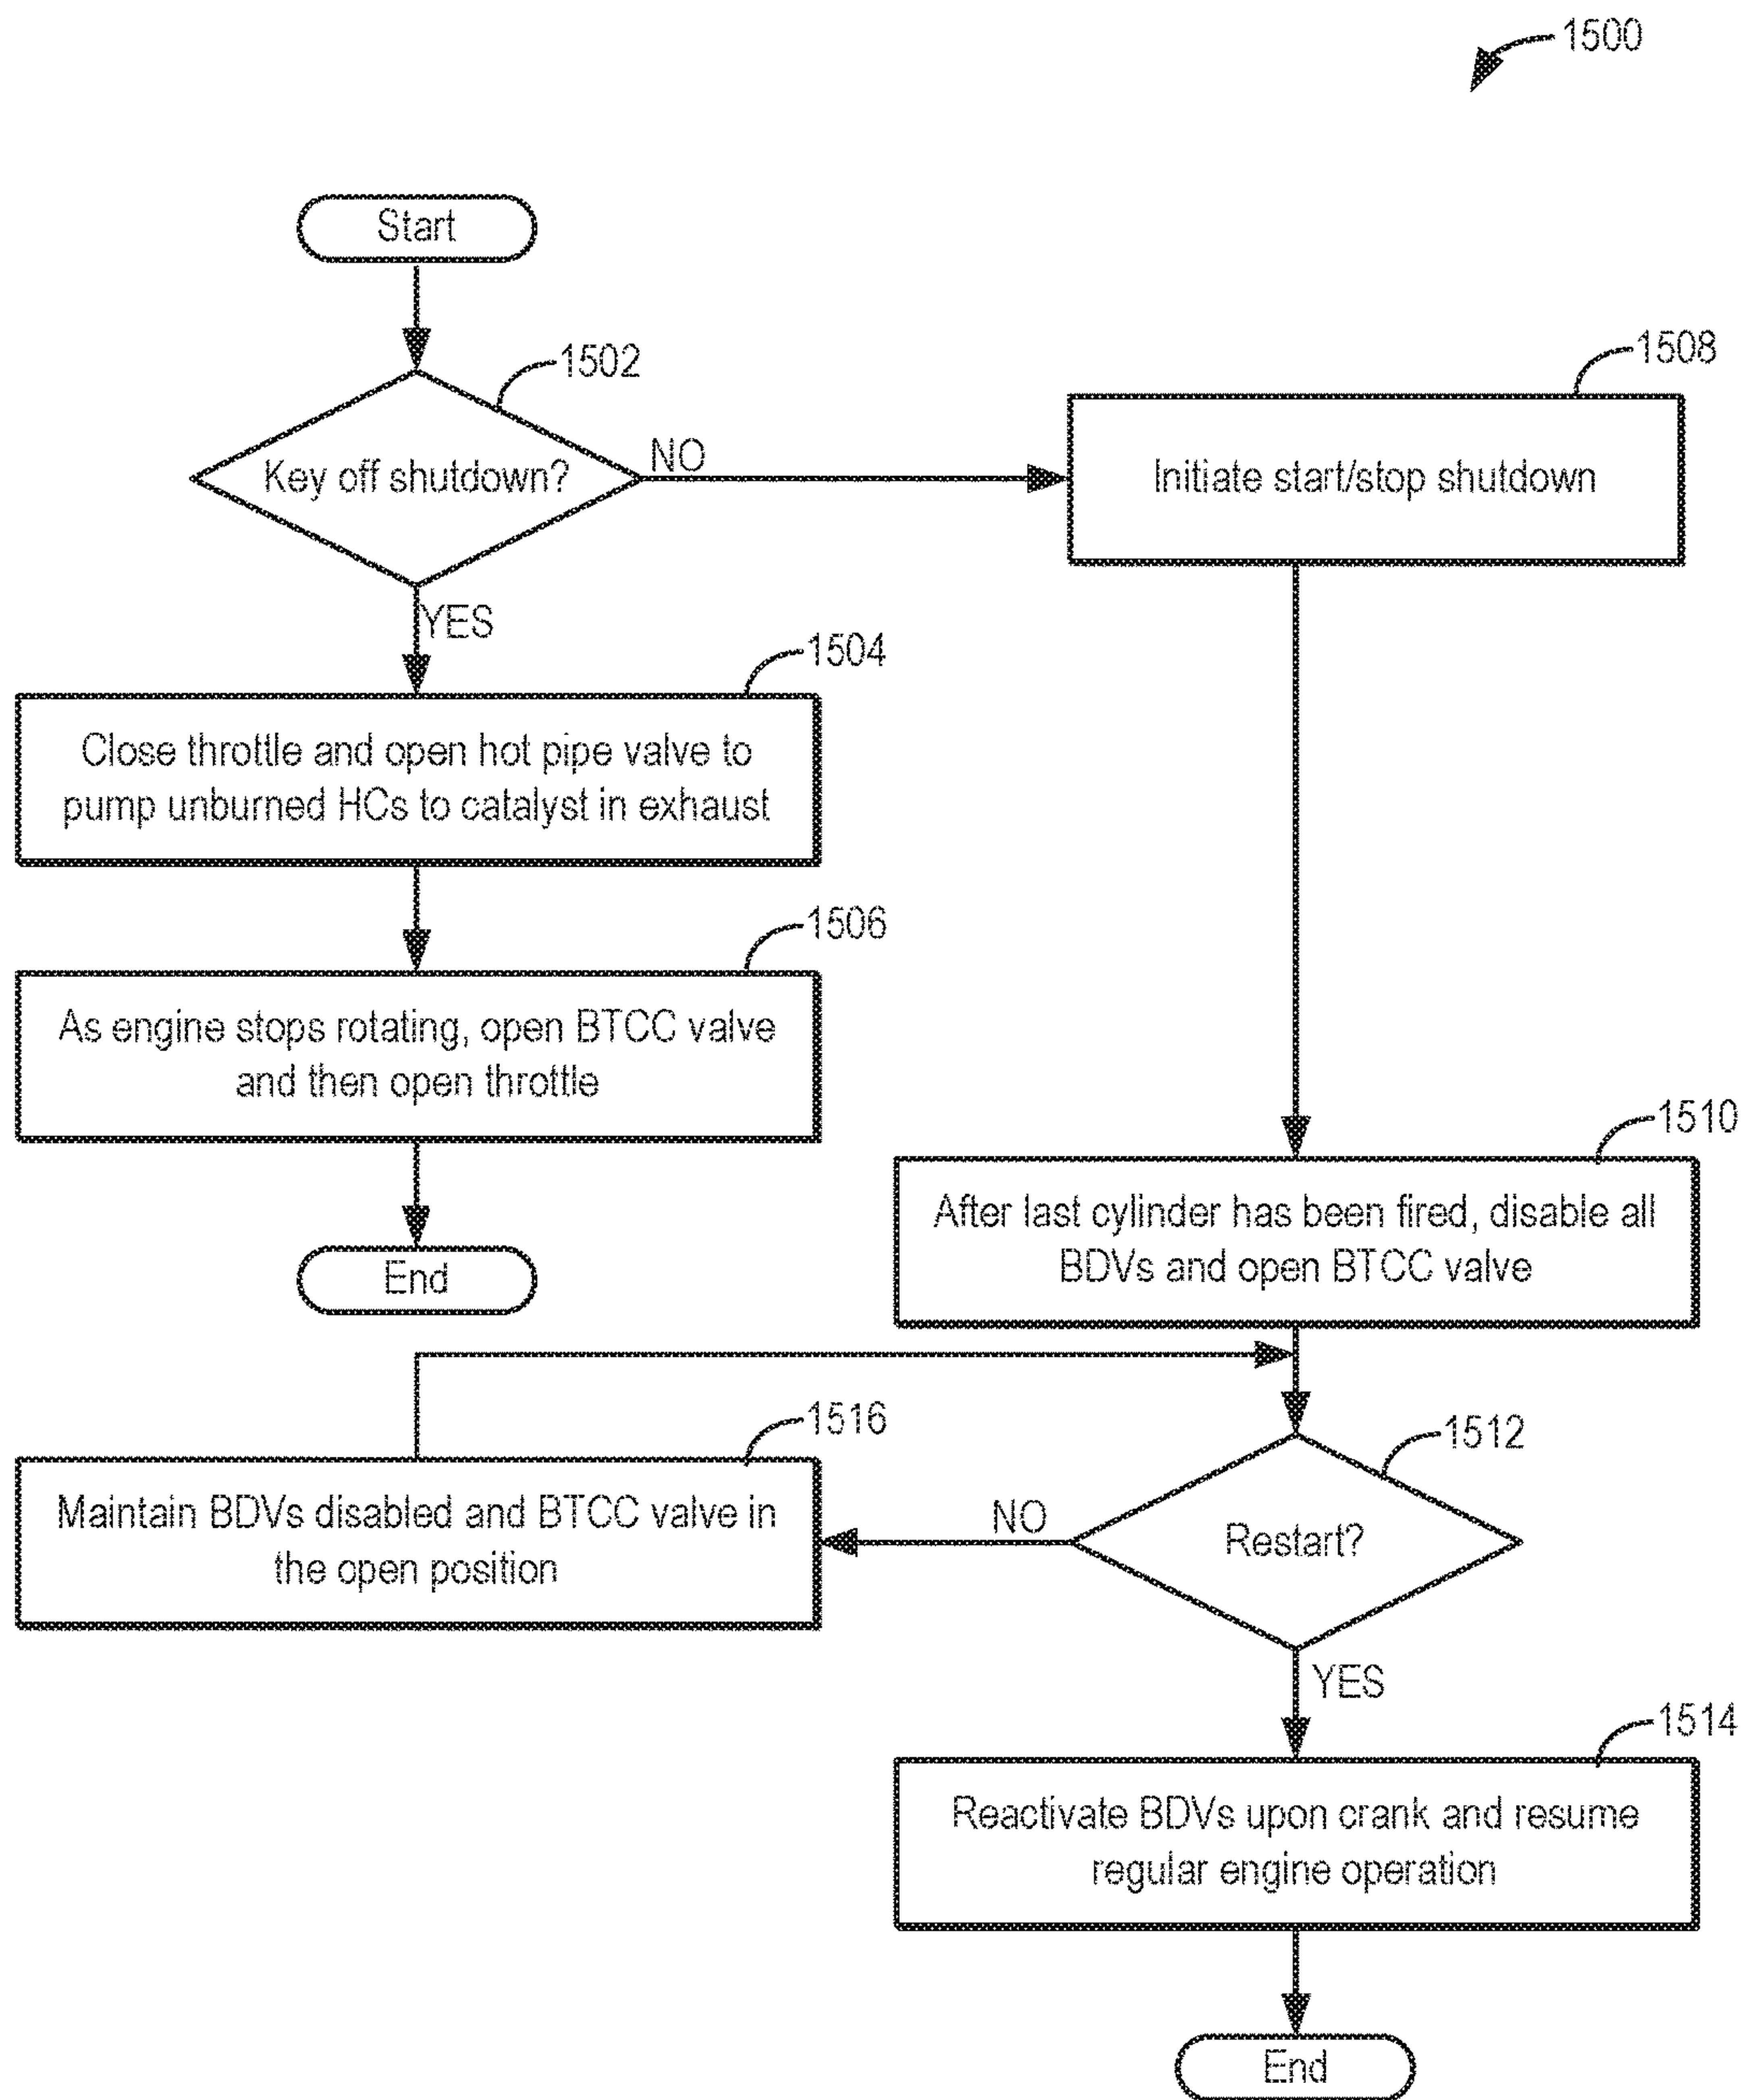 1500
Start
1502
Key off shutdown?
NO
1508
Initiate start/stop shutdown
YES
1504
Close throttle and open hot pipe valve to
pump unburned HCs to catalyst in exhaust
1506
As engine stops rotating, open BTCC valve
and then open throttle
End
1510
After last cylinder has been fired, disable all
BDVs and open BTCC valve
1516
Maintain BDVs disabled and BTCC valve in
the open position
1512
NO
Restart?
YES
1514
Reactivate BDVs upon crank and resume
regular engine operation
End